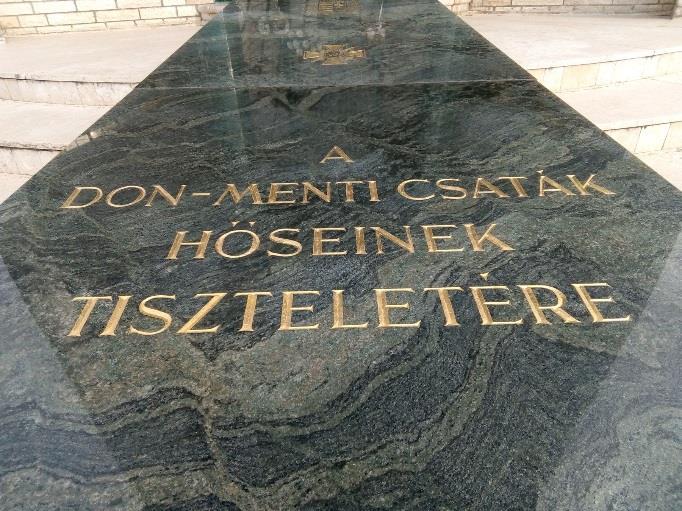 A
DON-MENTI CSATÁK
HŐSEINEK
TISZTELETÉRE